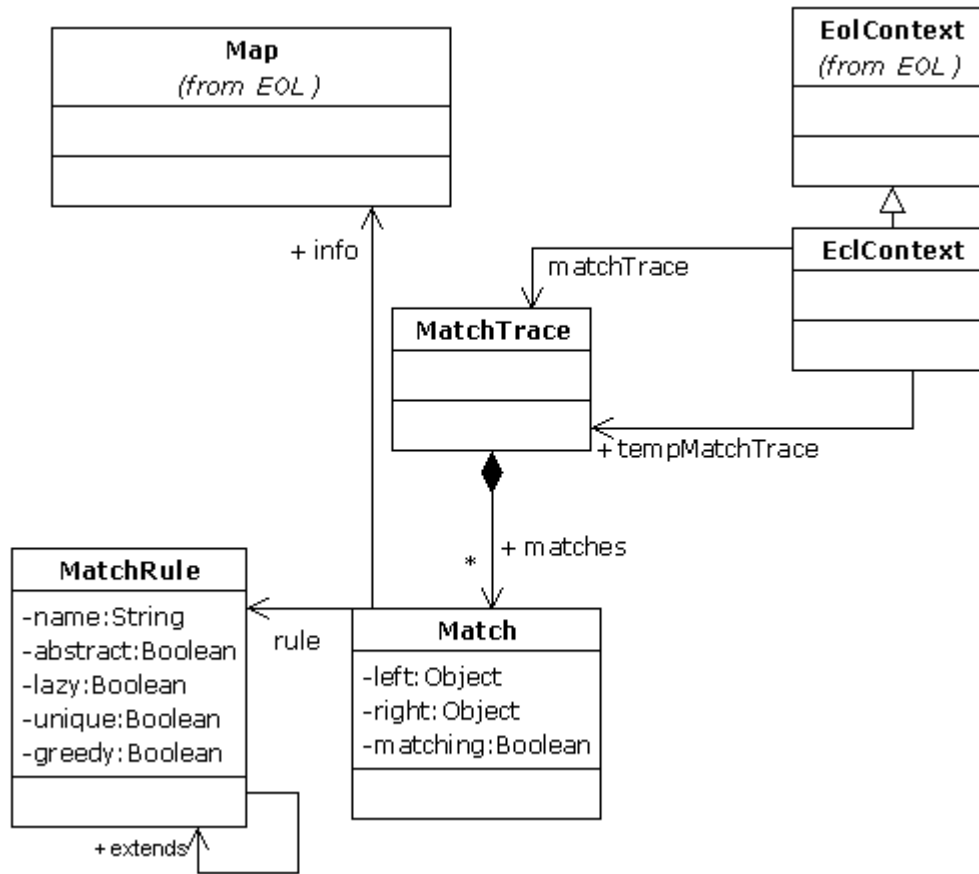 Map
(from EOL)
EolContext
(from EOL)
+ info
matchTrace
EclContext
MatchTrace
+ tempMatchTrace
+ matches
*
MatchRule
-name:String
-abstract:Boolean
-lazy:Boolean
-unique:Boolean
-greedy:Boolean
rule
Match
-left:Object
-right:Object
-matching:Boolean
+extends